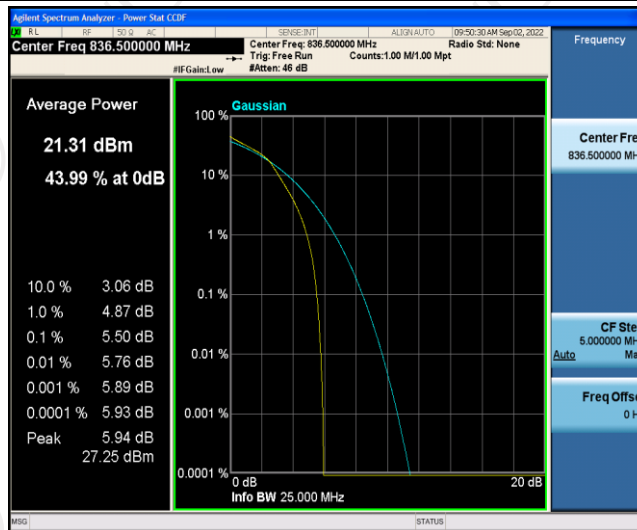 Agilent Spectrum Analyzer - Power Stat CCDF
RL RF 50 Ω AC SENSE:INT ALIGN AUTO 09:50:30 AM Sep 02, 2022
Center Freq 836.500000 MHz
Center Freq: 836.500000 MHz Radio Std: None
Trig: Free Run Counts:1.00 M/1.00 Mpt
#IFGain:Low #Atten: 46 dB
Frequency
Average Power
21.31 dBm
43.99 % at 0dB
10.0 % 3.06 dB
1.0 % 4.87 dB
0.1 % 5.50 dB
0.01 % 5.76 dB
0.001 % 5.89 dB
0.0001 % 5.93 dB
Peak 5.94 dB
27.25 dBm
Gaussian
100 %
10 %
1 %
0.1 %
0.01 %
0.001 %
0.0001 %
0 dB 20 dB
Info BW 25.000 MHz
Center Fre
836.500000 MH
CF Ste
5.000000 MH
Auto Ma
Freq Offs
0 H
MSG STATUS